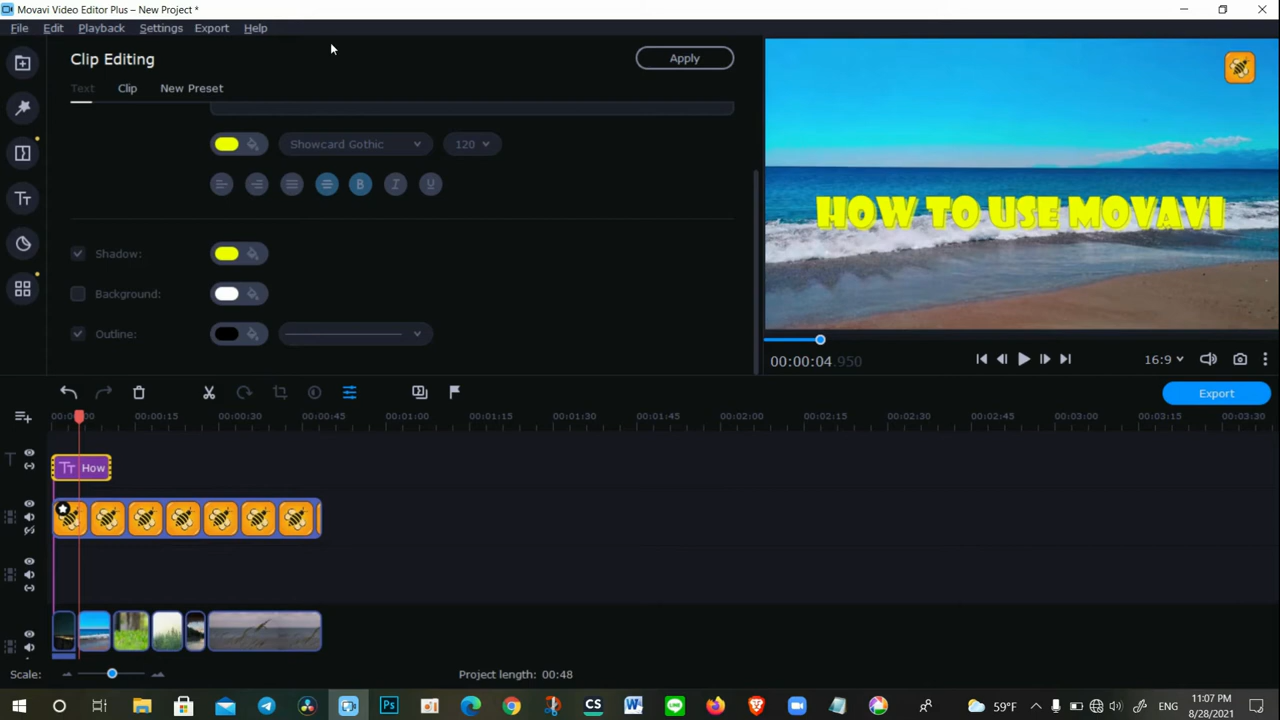 Movavi Video Editor Plus – New Project *
File Edit Playback Settings Export Help
Clip Editing
Apply
Text Clip New Preset
Showcard Gothic 120
B I U
Shadow:
Background:
Outline:
HOW TO USE MOVAVI
00:00:04.950
16:9
Export
00:00:15 00:00:30 00:00:45 00:01:00 00:01:15 00:01:30 00:01:45 00:02:00 00:02:15 00:02:30 00:02:45 00:03:00 00:03:15 00:03:30
T Tт How
Scale:
Project length: 00:48
59°F
ENG
11:07 PM
8/28/2021